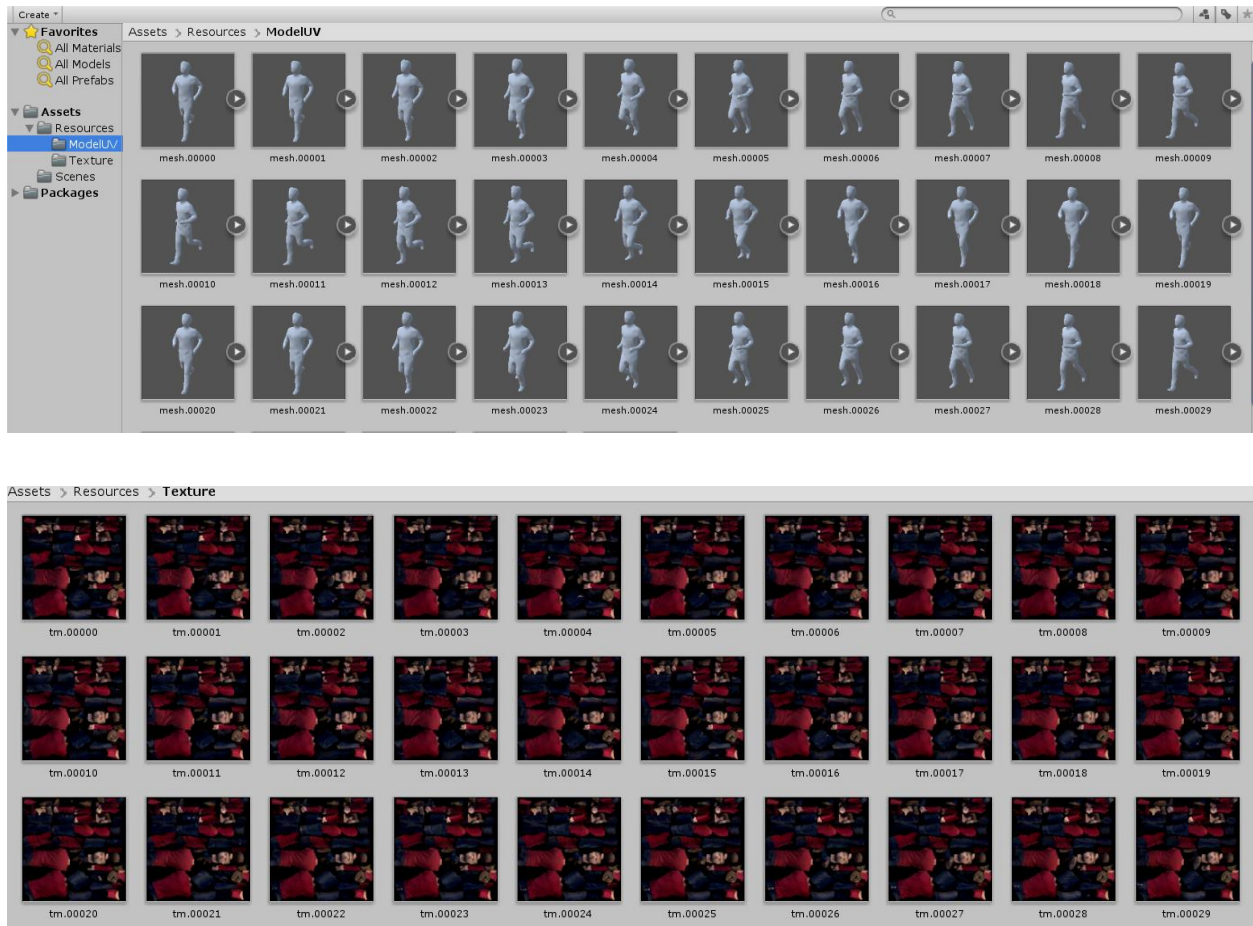 Create
Favorites
Assets > Resources > ModelUV
All Materials
All Models
All Prefabs
Assets
Resources
ModelUV
Texture
Scenes
Packages
mesh.00000 mesh.00001 mesh.00002 mesh.00003 mesh.00004 mesh.00005 mesh.00006 mesh.00007 mesh.00008 mesh.00009
mesh.00010 mesh.00011 mesh.00012 mesh.00013 mesh.00014 mesh.00015 mesh.00016 mesh.00017 mesh.00018 mesh.00019
mesh.00020 mesh.00021 mesh.00022 mesh.00023 mesh.00024 mesh.00025 mesh.00026 mesh.00027 mesh.00028 mesh.00029
Assets > Resources > Texture
tm.00000 tm.00001 tm.00002 tm.00003 tm.00004 tm.00005 tm.00006 tm.00007 tm.00008 tm.00009
tm.00010 tm.00011 tm.00012 tm.00013 tm.00014 tm.00015 tm.00016 tm.00017 tm.00018 tm.00019
tm.00020 tm.00021 tm.00022 tm.00023 tm.00024 tm.00025 tm.00026 tm.00027 tm.00028 tm.00029